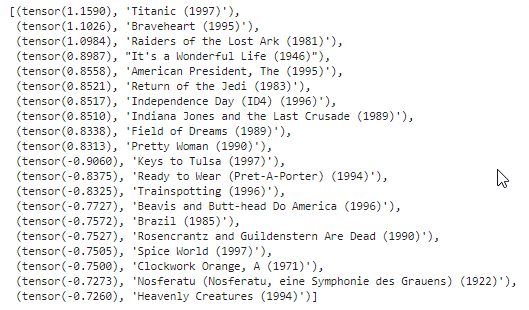 [(tensor(1.1590), 'Titanic (1997)'),
(tensor(1.1026), 'Braveheart (1995)'),
(tensor(1.0984), 'Raiders of the Lost Ark (1981)'),
(tensor(0.8987), "It's a Wonderful Life (1946)"),
(tensor(0.8558), 'American President, The (1995)'),
(tensor(0.8521), 'Return of the Jedi (1983)'),
(tensor(0.8517), 'Independence Day (ID4) (1996)'),
(tensor(0.8510), 'Indiana Jones and the Last Crusade (1989)'),
(tensor(0.8338), 'Field of Dreams (1989)'),
(tensor(0.8313), 'Pretty Woman (1990)'),
(tensor(-0.9060), 'Keys to Tulsa (1997)'),
(tensor(-0.8375), 'Ready to Wear (Pret-A-Porter) (1994)'),
(tensor(-0.8325), 'Trainspotting (1996)'),
(tensor(-0.7727), 'Beavis and Butt-head Do America (1996)'),
(tensor(-0.7572), 'Brazil (1985)'),
(tensor(-0.7527), 'Rosencrantz and Guildenstern Are Dead (1990)'),
(tensor(-0.7505), 'Spice World (1997)'),
(tensor(-0.7500), 'Clockwork Orange, A (1971)'),
(tensor(-0.7273), 'Nosferatu (Nosferatu, eine Symphonie des Grauens) (1922)'),
(tensor(-0.7260), 'Heavenly Creatures (1994)')]